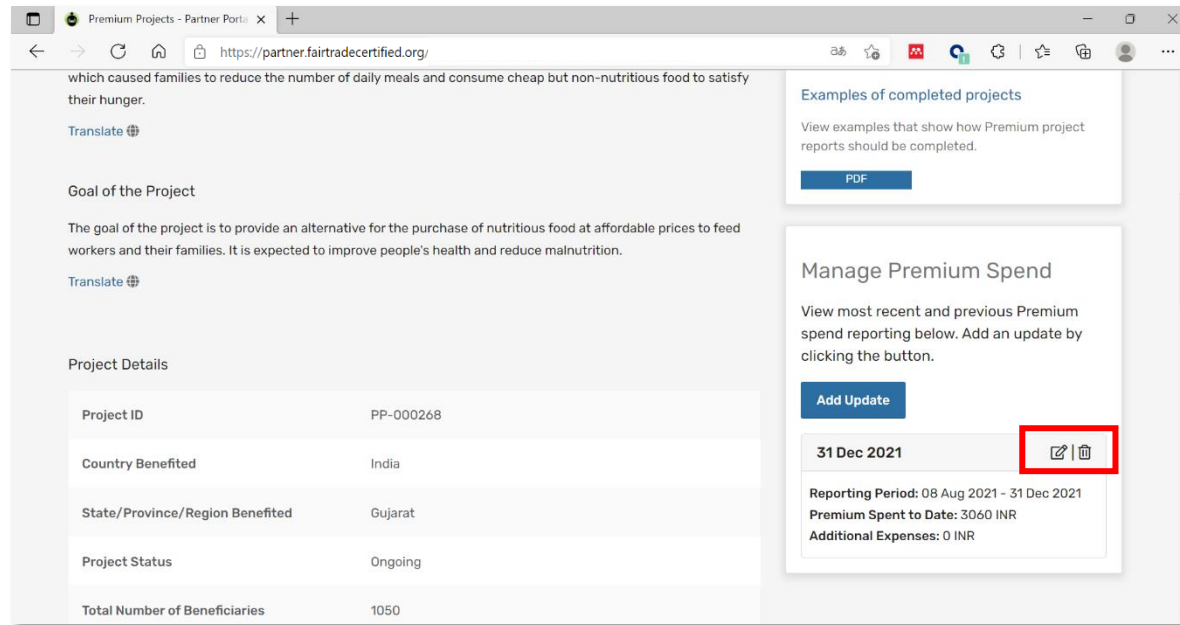 Premium Projects - Partner Porta
https://partner.fairtradecertified.org/
which caused families to reduce the number of daily meals and consume cheap but non-nutritious food to satisfy
their hunger.
Translate
Goal of the Project
The goal of the project is to provide an alternative for the purchase of nutritious food at affordable prices to feed
workers and their families. It is expected to improve people's health and reduce malnutrition.
Translate
Project Details
Project ID PP-000268
Country Benefited India
State/Province/Region Benefited Gujarat
Project Status Ongoing
Total Number of Beneficiaries 1050
Examples of completed projects
View examples that show how Premium project
reports should be completed.
PDF
Manage Premium Spend
View most recent and previous Premium
spend reporting below. Add an update by
clicking the button.
Add Update
31 Dec 2021
Reporting Period: 08 Aug 2021 - 31 Dec 2021
Premium Spent to Date: 3060 INR
Additional Expenses: 0 INR